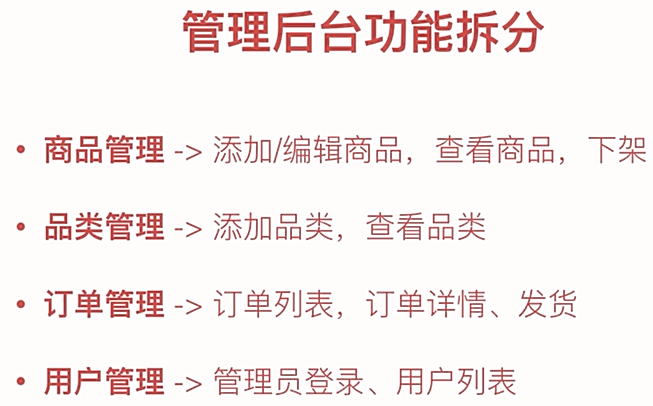 管理后台功能拆分
• 商品管理 -> 添加/编辑商品，查看商品，下架
• 品类管理 -> 添加品类，查看品类
• 订单管理 -> 订单列表，订单详情、发货
• 用户管理 -> 管理员登录、用户列表